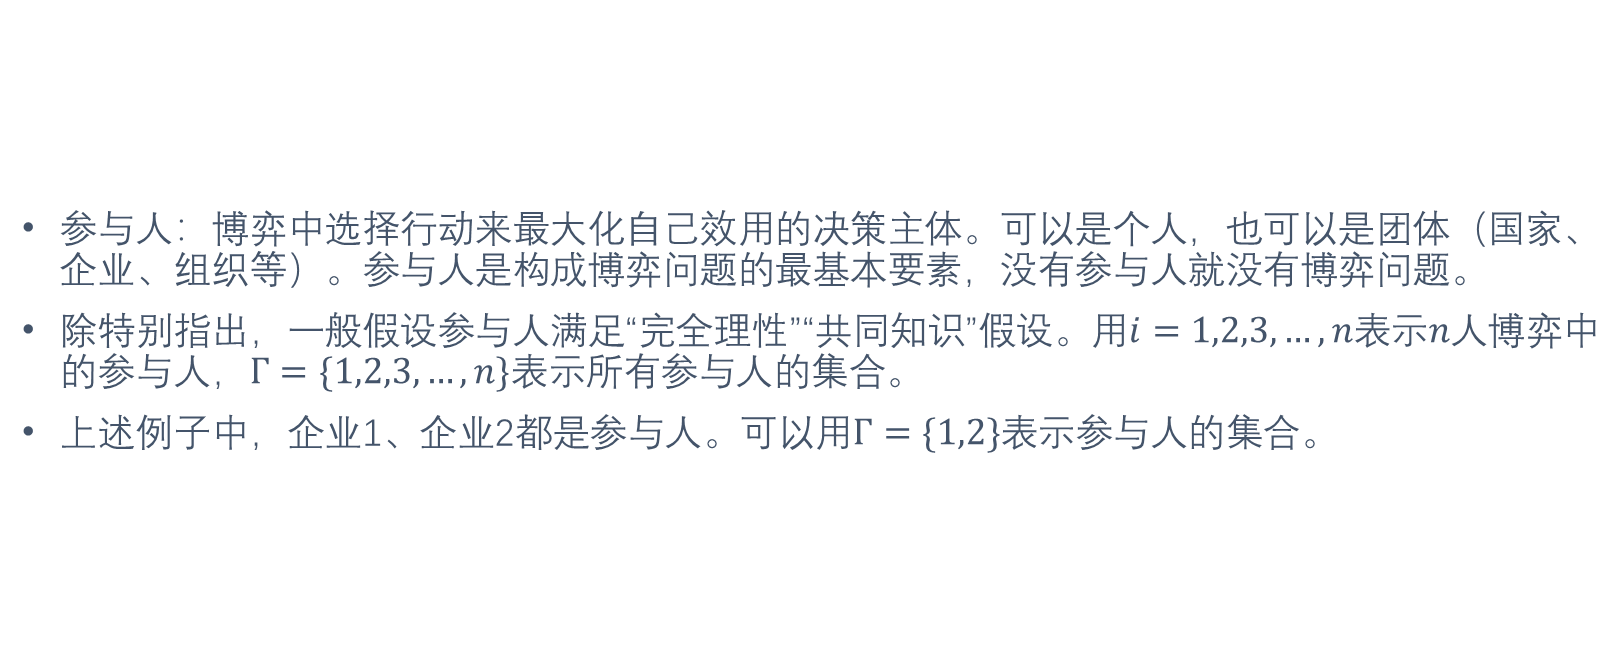 • 参与人：博弈中选择行动来最大化自己效用的决策主体。可以是个人，也可以是团体（国家、
企业、组织等）。参与人是构成博弈问题的最基本要素，没有参与人就没有博弈问题。
• 除特别指出，一般假设参与人满足“完全理性”“共同知识”假设。用i = 1,2,3, … , n表示n人博弈中
的参与人，Γ = {1,2,3, … , n}表示所有参与人的集合。
• 上述例子中，企业1、企业2都是参与人。可以用Γ = {1,2}表示参与人的集合。